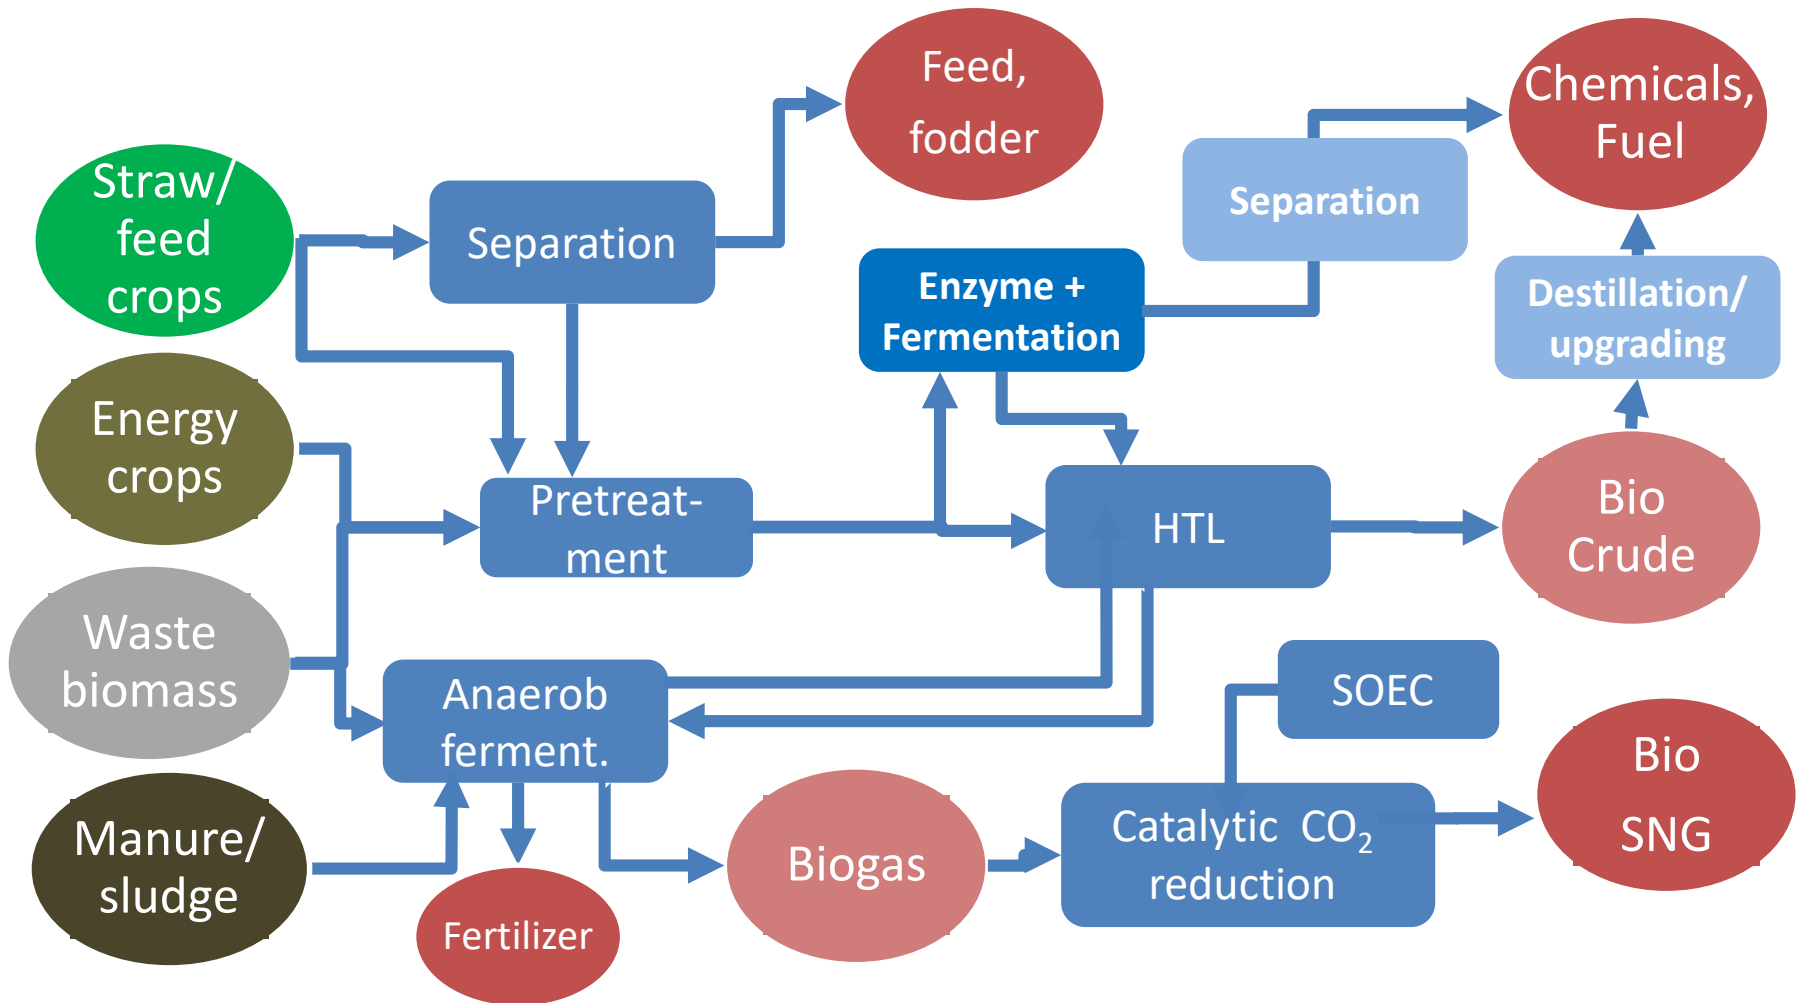 Feed,
fodder
Chemicals,
Fuel
Straw/
feed
crops
Separation
Separation
Enzyme +
Fermentation
Destillation/
upgrading
Energy
crops
Pretreat-
ment
HTL
Bio
Crude
Waste
biomass
Anaerob
ferment.
SOEC
Bio
SNG
Manure/
sludge
Fertilizer
Biogas
Catalytic CO₂
reduction